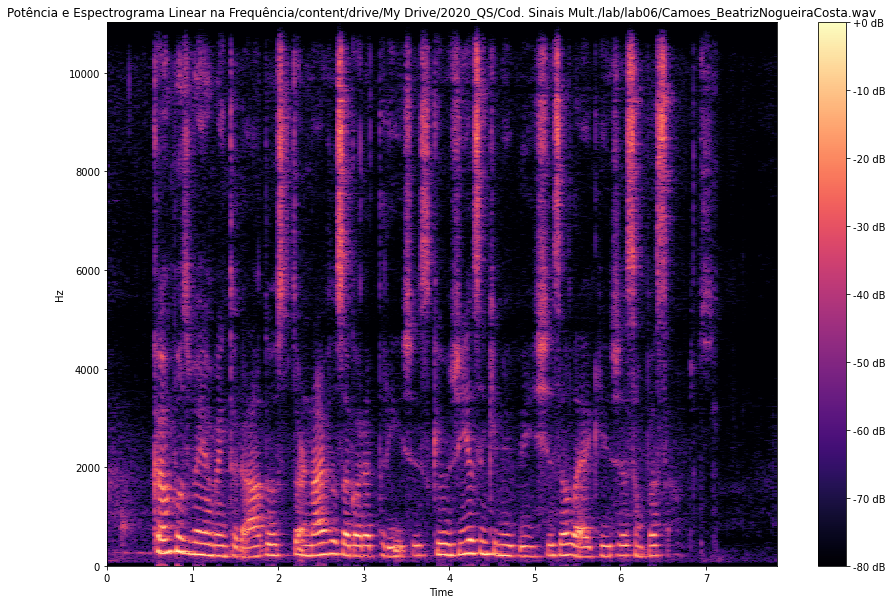 Potência e Espectrograma Linear na Frequência/content/drive/My Drive/2020_QS/Cod. Sinais Mult./lab/lab06/Camoes_BeatrizNogueiraCosta.wav
10000
8000
6000
4000
2000
0
Hz
0 1 2 3 4 5 6 7
Time
+0 dB
-10 dB
-20 dB
-30 dB
-40 dB
-50 dB
-60 dB
-70 dB
-80 dB